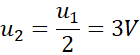 u₂ = u₁/2 = 3V